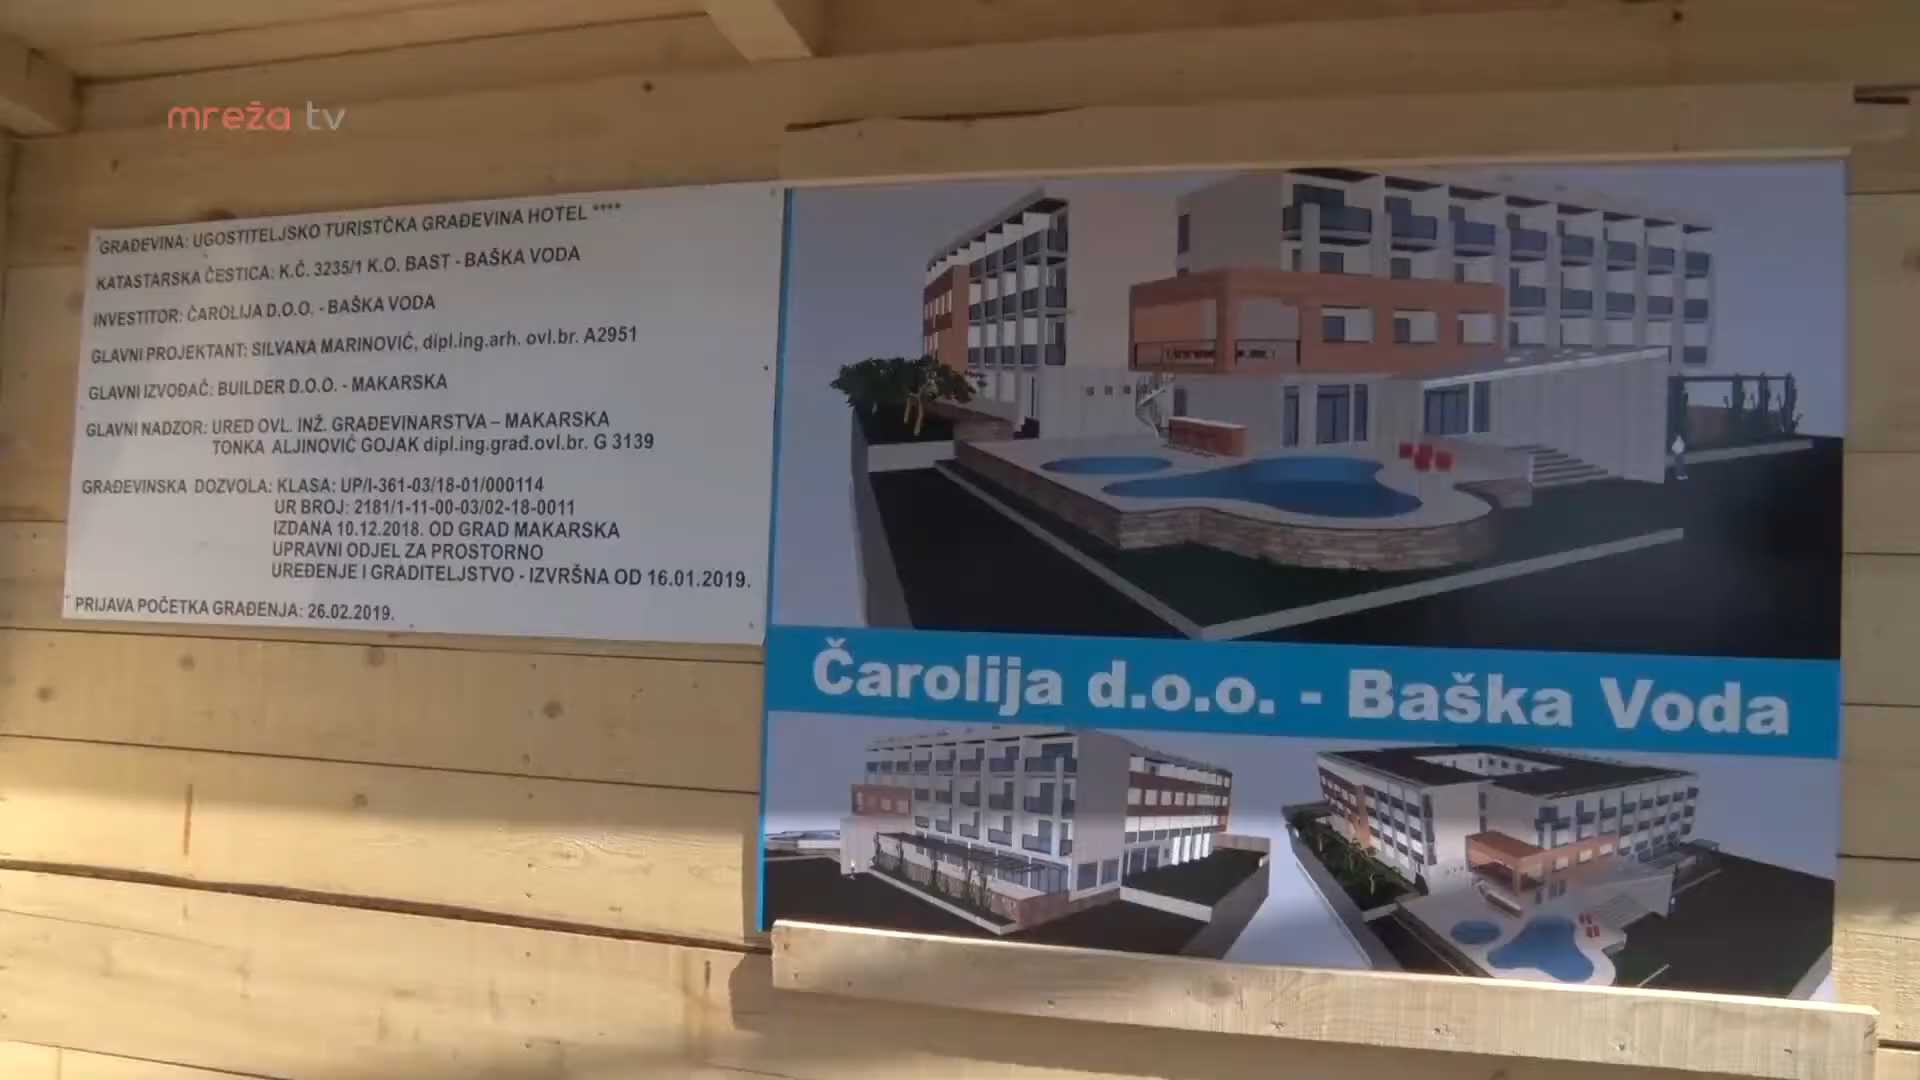 mreža tv
GRAĐEVINA: UGOSTITELJSKO TURISTČKA GRAĐEVINA HOTEL ****
KATASTARSKA ČESTICA: K.Č. 3235/1 K.O. BAST - BAŠKA VODA
INVESTITOR: ČAROLIJA D.O.O. - BAŠKA VODA
GLAVNI PROJEKTANT: SILVANA MARINOVIĆ, dipl.ing.arh. ovl.br. A2951
GLAVNI IZVOĐAČ: BUILDER D.O.O. - MAKARSKA
GLAVNI NADZOR: URED OVL. INŽ. GRAĐEVINARSTVA – MAKARSKA
TONKA ALJINOVIĆ GOJAK dipl.ing.građ.ovl.br. G 3139
GRAĐEVINSKA DOZVOLA: KLASA: UP/I-361-03/18-01/000114
UR BROJ: 2181/1-11-00-03/02-18-0011
IZDANA 10.12.2018. OD GRAD MAKARSKA
UPRAVNI ODJEL ZA PROSTORNO
UREĐENJE I GRADITELJSTVO - IZVRŠNA OD 16.01.2019.
PRIJAVA POČETKA GRAĐENJA: 26.02.2019.
Čarolija d.o.o. - Baška Voda